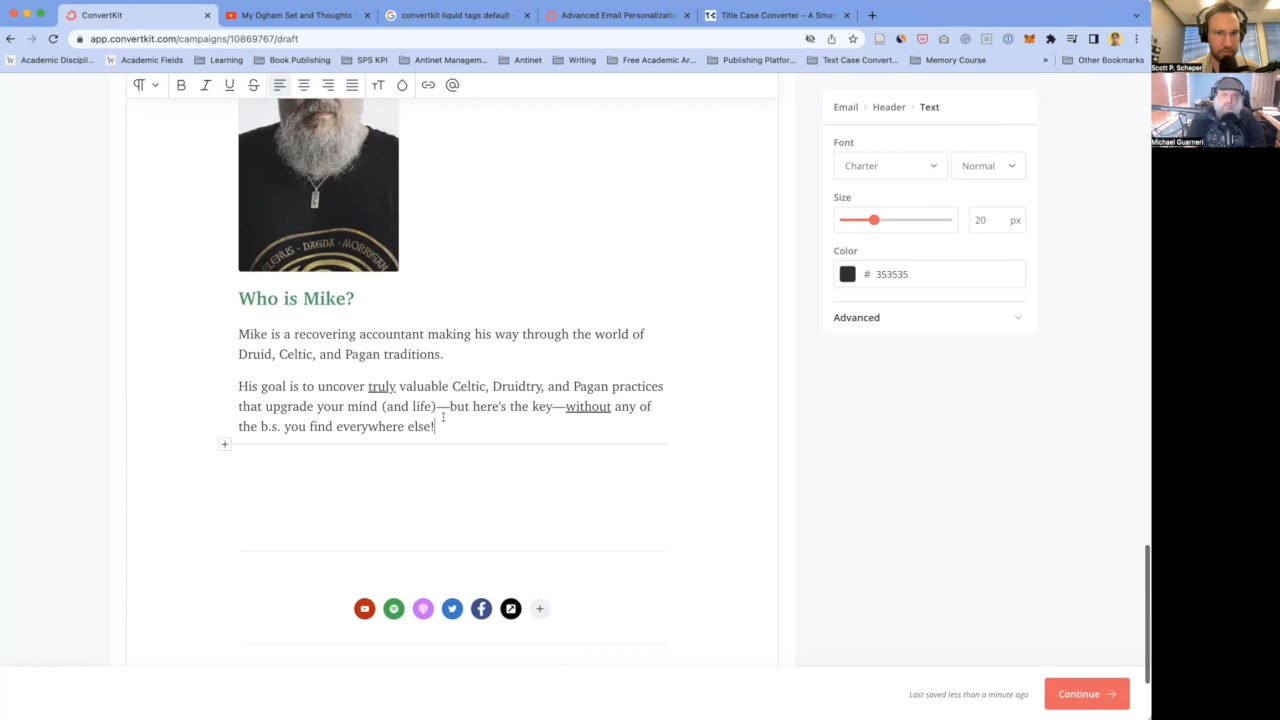 ConvertKit
My Ogham Set and Thoughts -
convertkit liquid tags default -
Advanced Email Personalizatio
Title Case Converter – A Smart
app.convertkit.com/campaigns/10869767/draft
Academic Discipli...
Academic Fields
Learning
Book Publishing
SPS KPI
Antinet Managem...
Antinet
Writing
Free Academic Ar...
Publishing Platfor...
Text Case Convert...
Memory Course
»
Other Bookmarks
Scott P. Scheper
Michael Guarneri
Email > Header > Text
Font
Charter
Normal
Size
20 px
Color
# 353535
Advanced
ELENUS - DAGDA - MORRIGAN
Who is Mike?
Mike is a recovering accountant making his way through the world of
Druid, Celtic, and Pagan traditions.
His goal is to uncover truly valuable Celtic, Druidtry, and Pagan practices
that upgrade your mind (and life)—but here's the key—without any of
the b.s. you find everywhere else!
Last saved less than a minute ago
Continue →